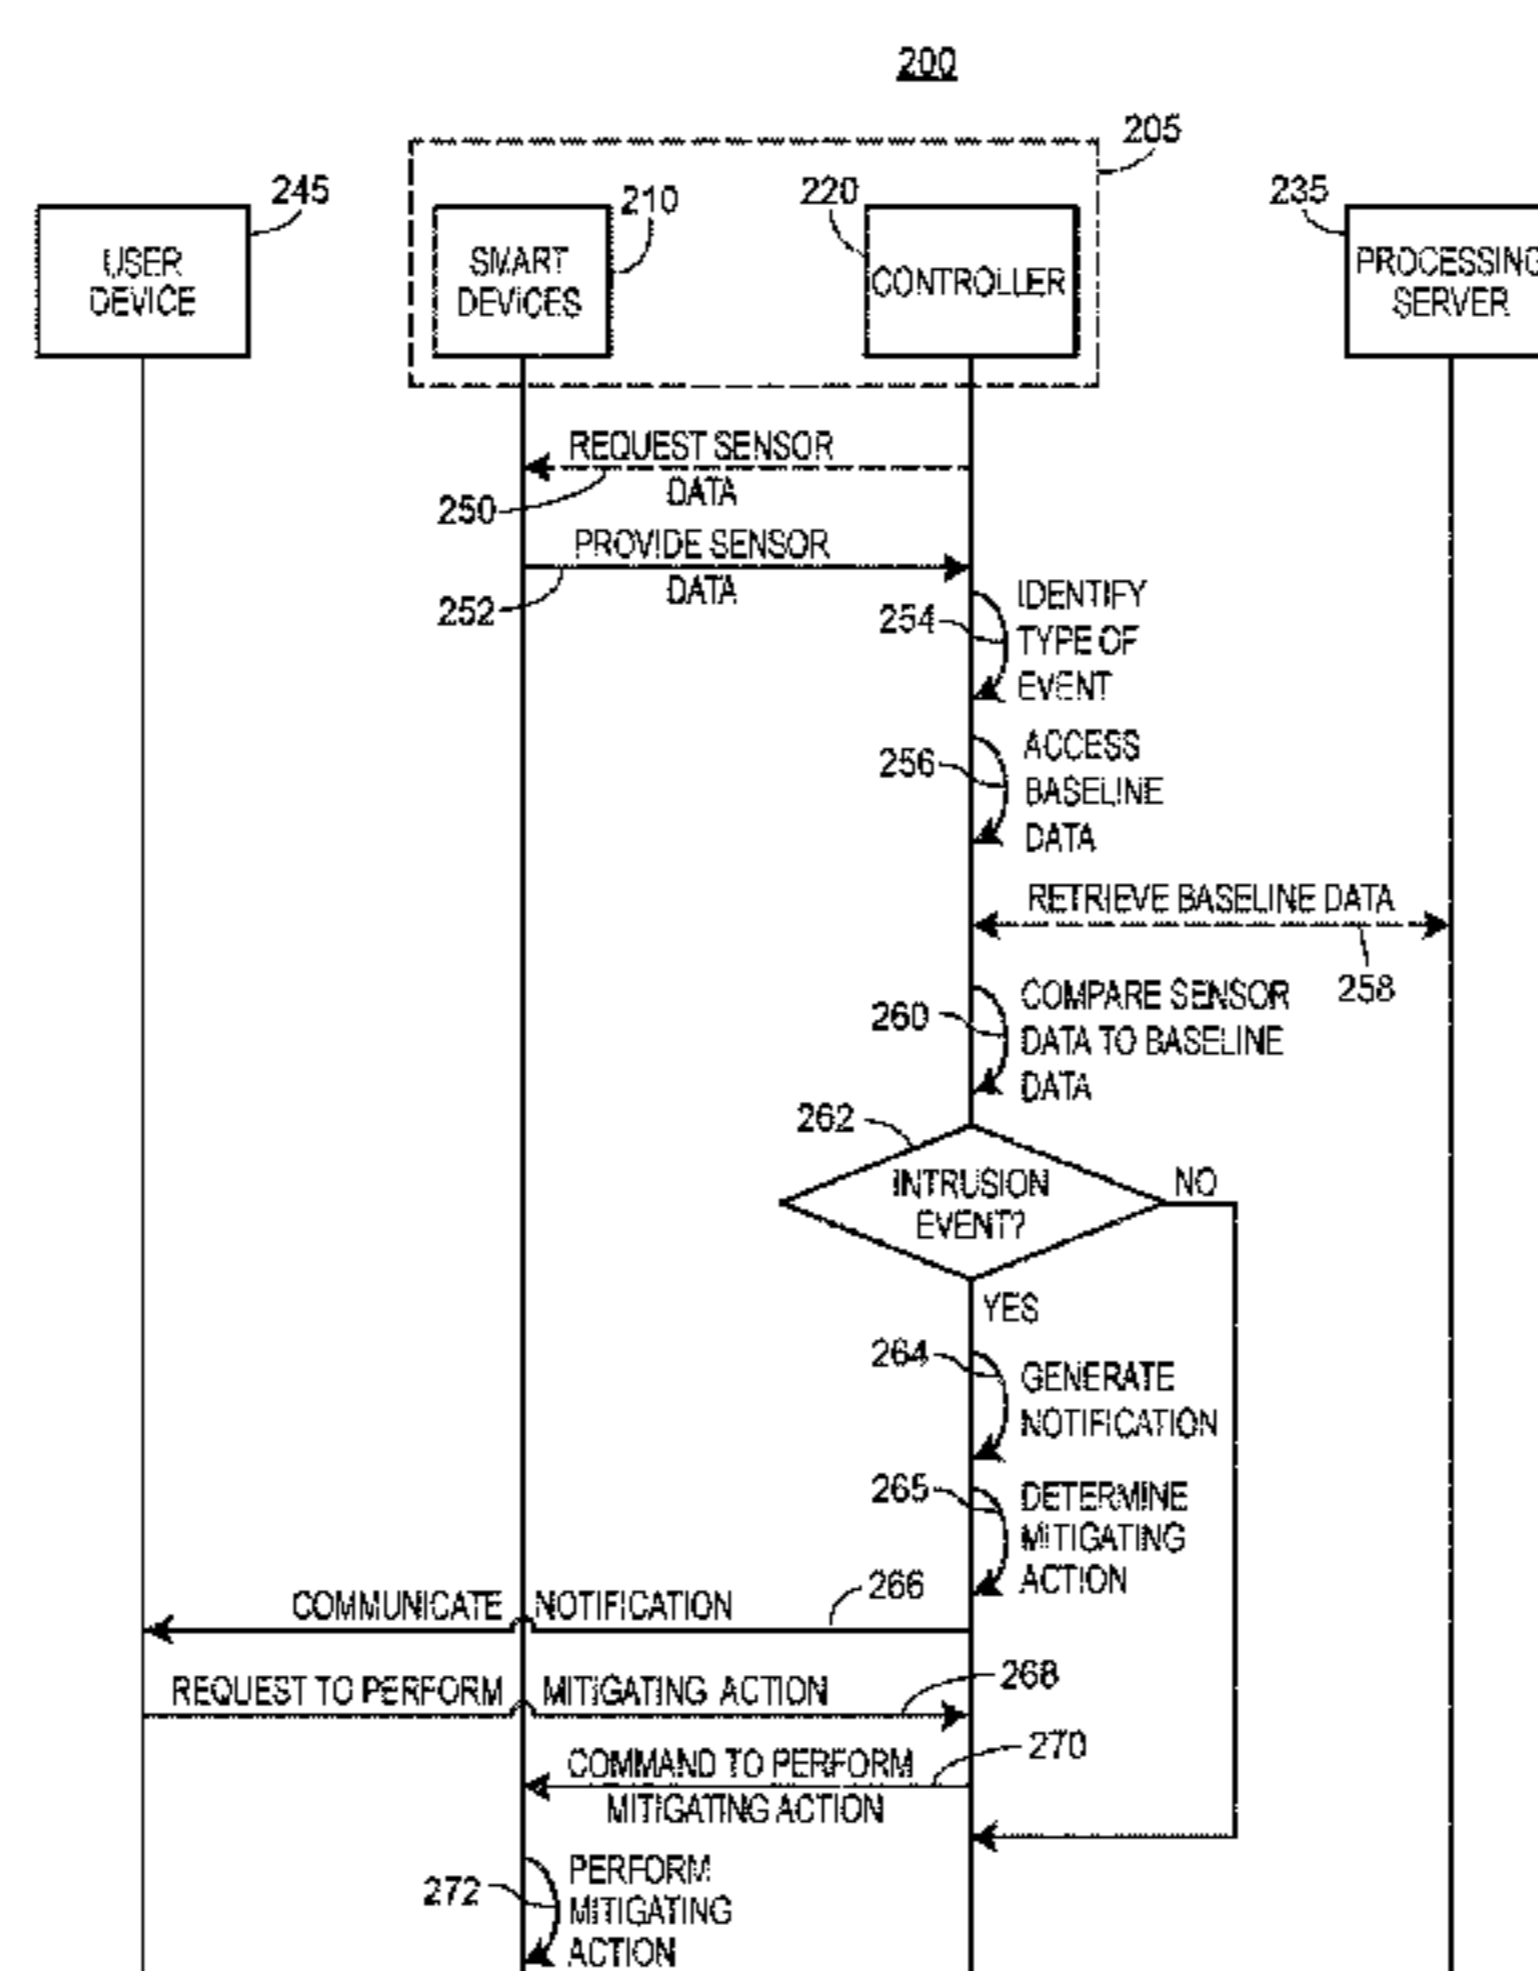 200
205
245
210
220
235
USER
DEVICE
SMART
DEVICES
CONTROLLER
PROCESSING
SERVER
REQUEST SENSOR
DATA
250
PROVIDE SENSOR
DATA
252
254
IDENTIFY
TYPE OF
EVENT
256
ACCESS
BASELINE
DATA
RETRIEVE BASELINE DATA
258
260
COMPARE SENSOR
DATA TO BASELINE
DATA
262
INTRUSION
EVENT?
NO
YES
264
GENERATE
NOTIFICATION
265
DETERMINE
MITIGATING
ACTION
266
COMMUNICATE NOTIFICATION
268
REQUEST TO PERFORM MITIGATING ACTION
270
COMMAND TO PERFORM
MITIGATING ACTION
272
PERFORM
MITIGATING
ACTION